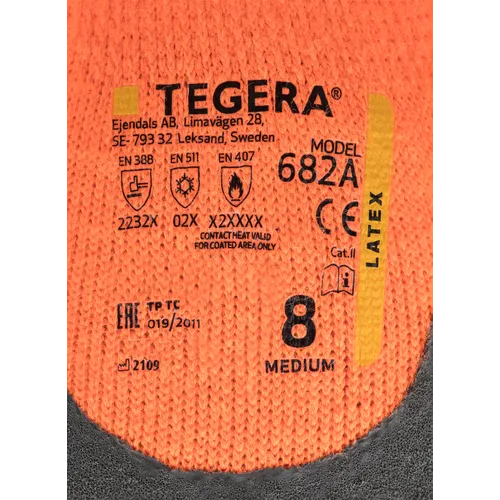 TEGERA®
Ejendals AB, Limavägen 28,
SE- 793 32 Leksand, Sweden
MODEL
682A
EN 388 EN 511 EN 407
2232X 02X X2XXXX
CONTACT HEAT VALID
FOR COATED AREA ONLY
CE
Cat.II
i
LATEX
EAC TP TC
019/2011
8
MEDIUM
2109